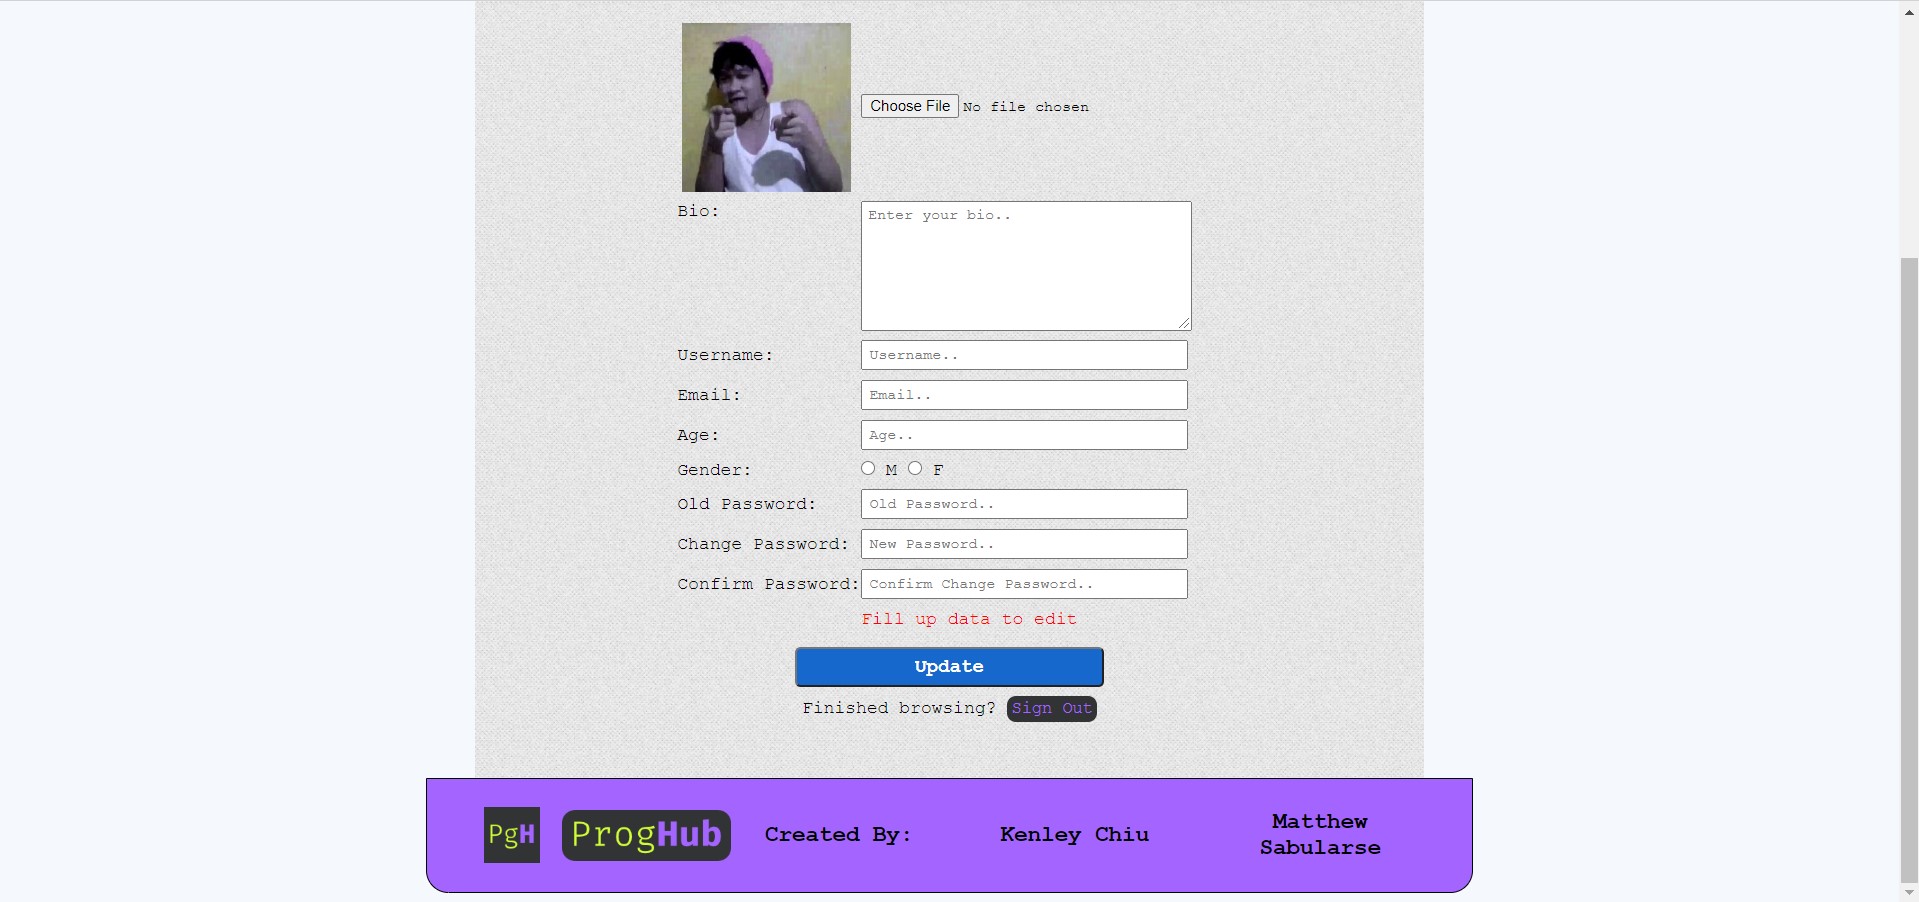 Choose File No file chosen
Bio: Enter your bio..
Username: Username..
Email: Email..
Age: Age..
Gender: M F
Old Password: Old Password..
Change Password: New Password..
Confirm Password: Confirm Change Password..
Fill up data to edit
Update
Finished browsing? Sign Out
PgH ProgHub Created By: Kenley Chiu Matthew
Sabularse